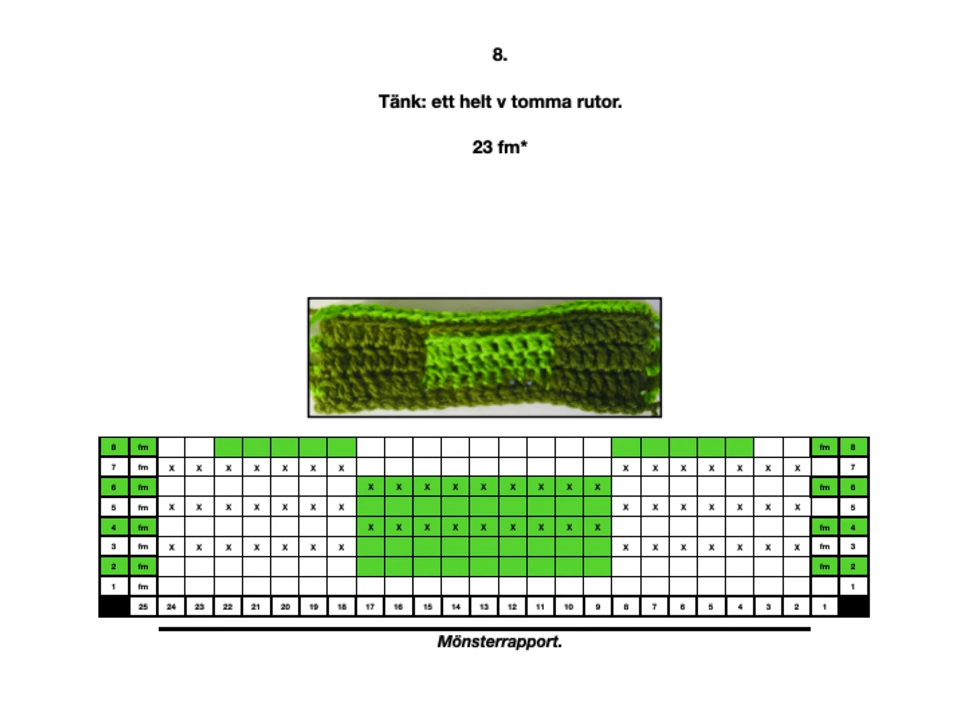 8.
Tänk: ett helt v tomma rutor.
23 fm*
8 fm fm 8
7 fm x x x x x x x x x x x x x x 7
6 fm x x x x x x x x x fm 6
5 fm x x x x x x x x x x x x x x 5
4 fm x x x x x x x x x fm 4
3 fm x x x x x x x x x x x x x x fm 3
2 fm fm 2
1 fm 1
25 24 23 22 21 20 19 18 17 16 15 14 13 12 11 10 9 8 7 6 5 4 3 2 1
Mönsterrapport.